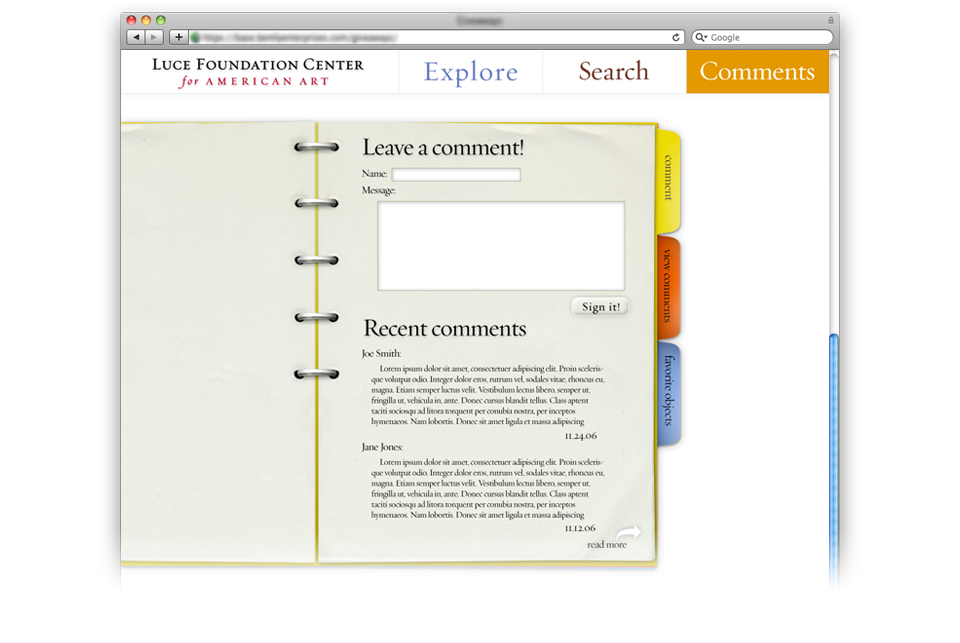 Google
LUCE FOUNDATION CENTER
for AMERICAN ART
Explore
Search
Comments
Leave a comment!
Name:
Message:
Sign it!
Recent comments
Joe Smith:
Lorem ipsum dolor sit amet, consectetuer adipiscing elit. Proin sceleris-
que volutpat odio. Integer dolor eros, rutrum vel, sodales vitae, rhoncus eu,
magna. Etiam semper luctus velit. Vestibulum lectus libero, semper ut,
fringilla ut, vehicula in, ante. Donec cursus blandit tellus. Class aptent
taciti sociosqu ad litora torquent per conubia nostra, per inceptos
hymenaeos. Nam lobortis. Donec sit amet ligula et massa adipiscing
11.24.06
Jane Jones:
Lorem ipsum dolor sit amet, consectetuer adipiscing elit. Proin sceleris-
que volutpat odio. Integer dolor eros, rutrum vel, sodales vitae, rhoncus eu,
magna. Etiam semper luctus velit. Vestibulum lectus libero, semper ut,
fringilla ut, vehicula in, ante. Donec cursus blandit tellus. Class aptent
taciti sociosqu ad litora torquent per conubia nostra, per inceptos
hymenaeos. Nam lobortis. Donec sit amet ligula et massa adipiscing
11.12.06
read more
comment
view comments
favorite objects